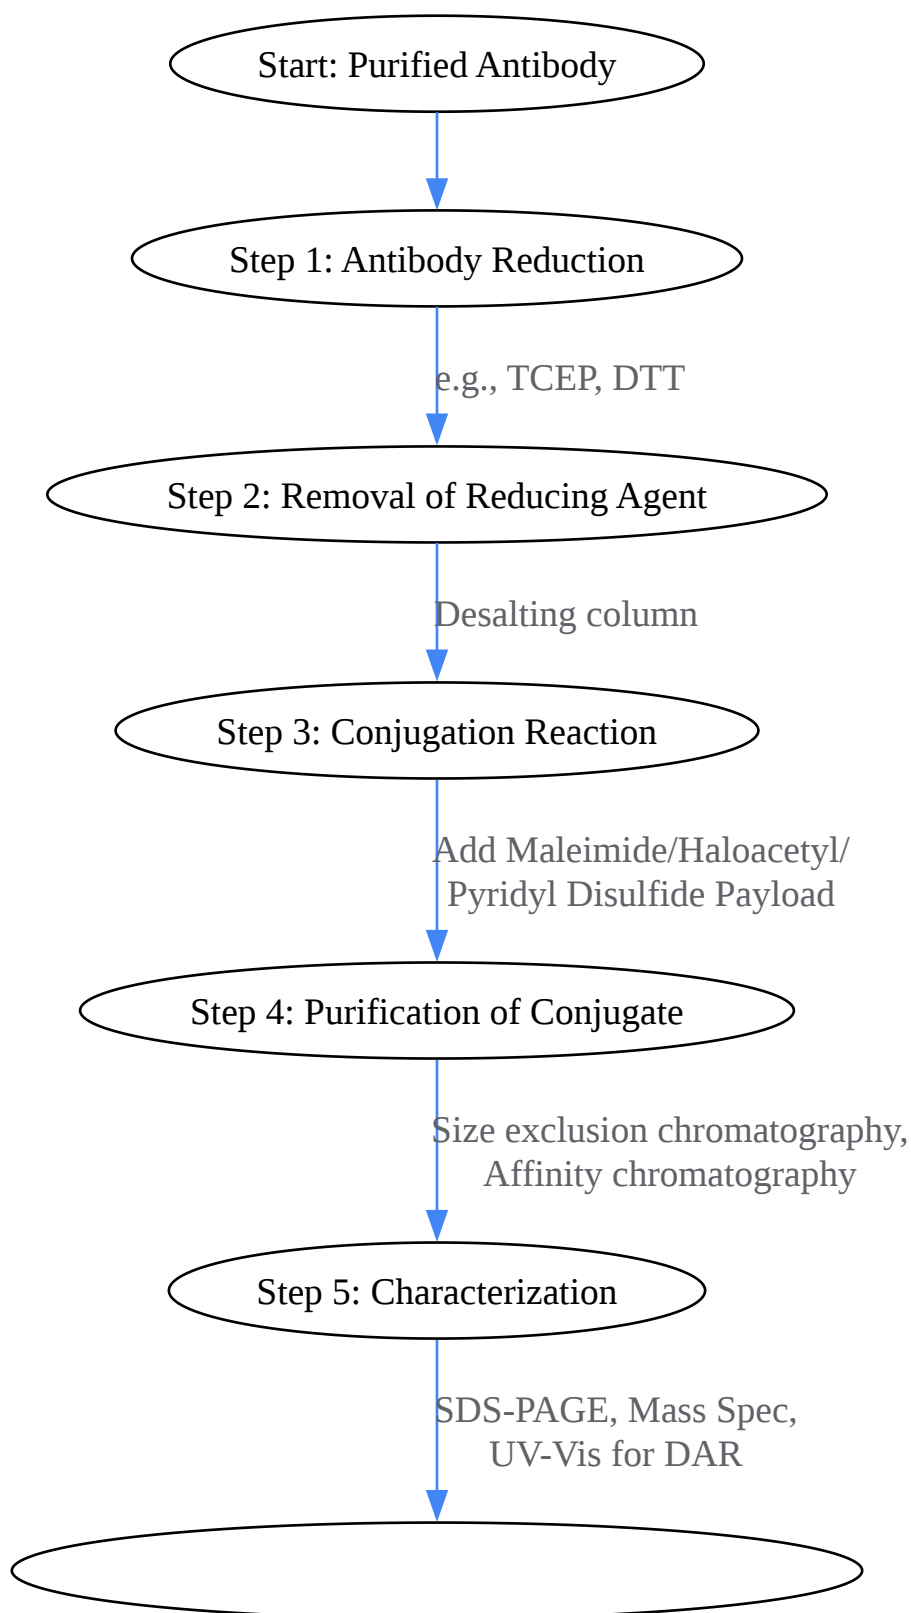 Start: Purified Antibody
Step 1: Antibody Reduction
e.g., TCEP, DTT
Step 2: Removal of Reducing Agent
Desalting column
Step 3: Conjugation Reaction
Add Maleimide/Haloacetyl/
Pyridyl Disulfide Payload
Step 4: Purification of Conjugate
Size exclusion chromatography,
Affinity chromatography
Step 5: Characterization
SDS-PAGE, Mass Spec,
UV-Vis for DAR